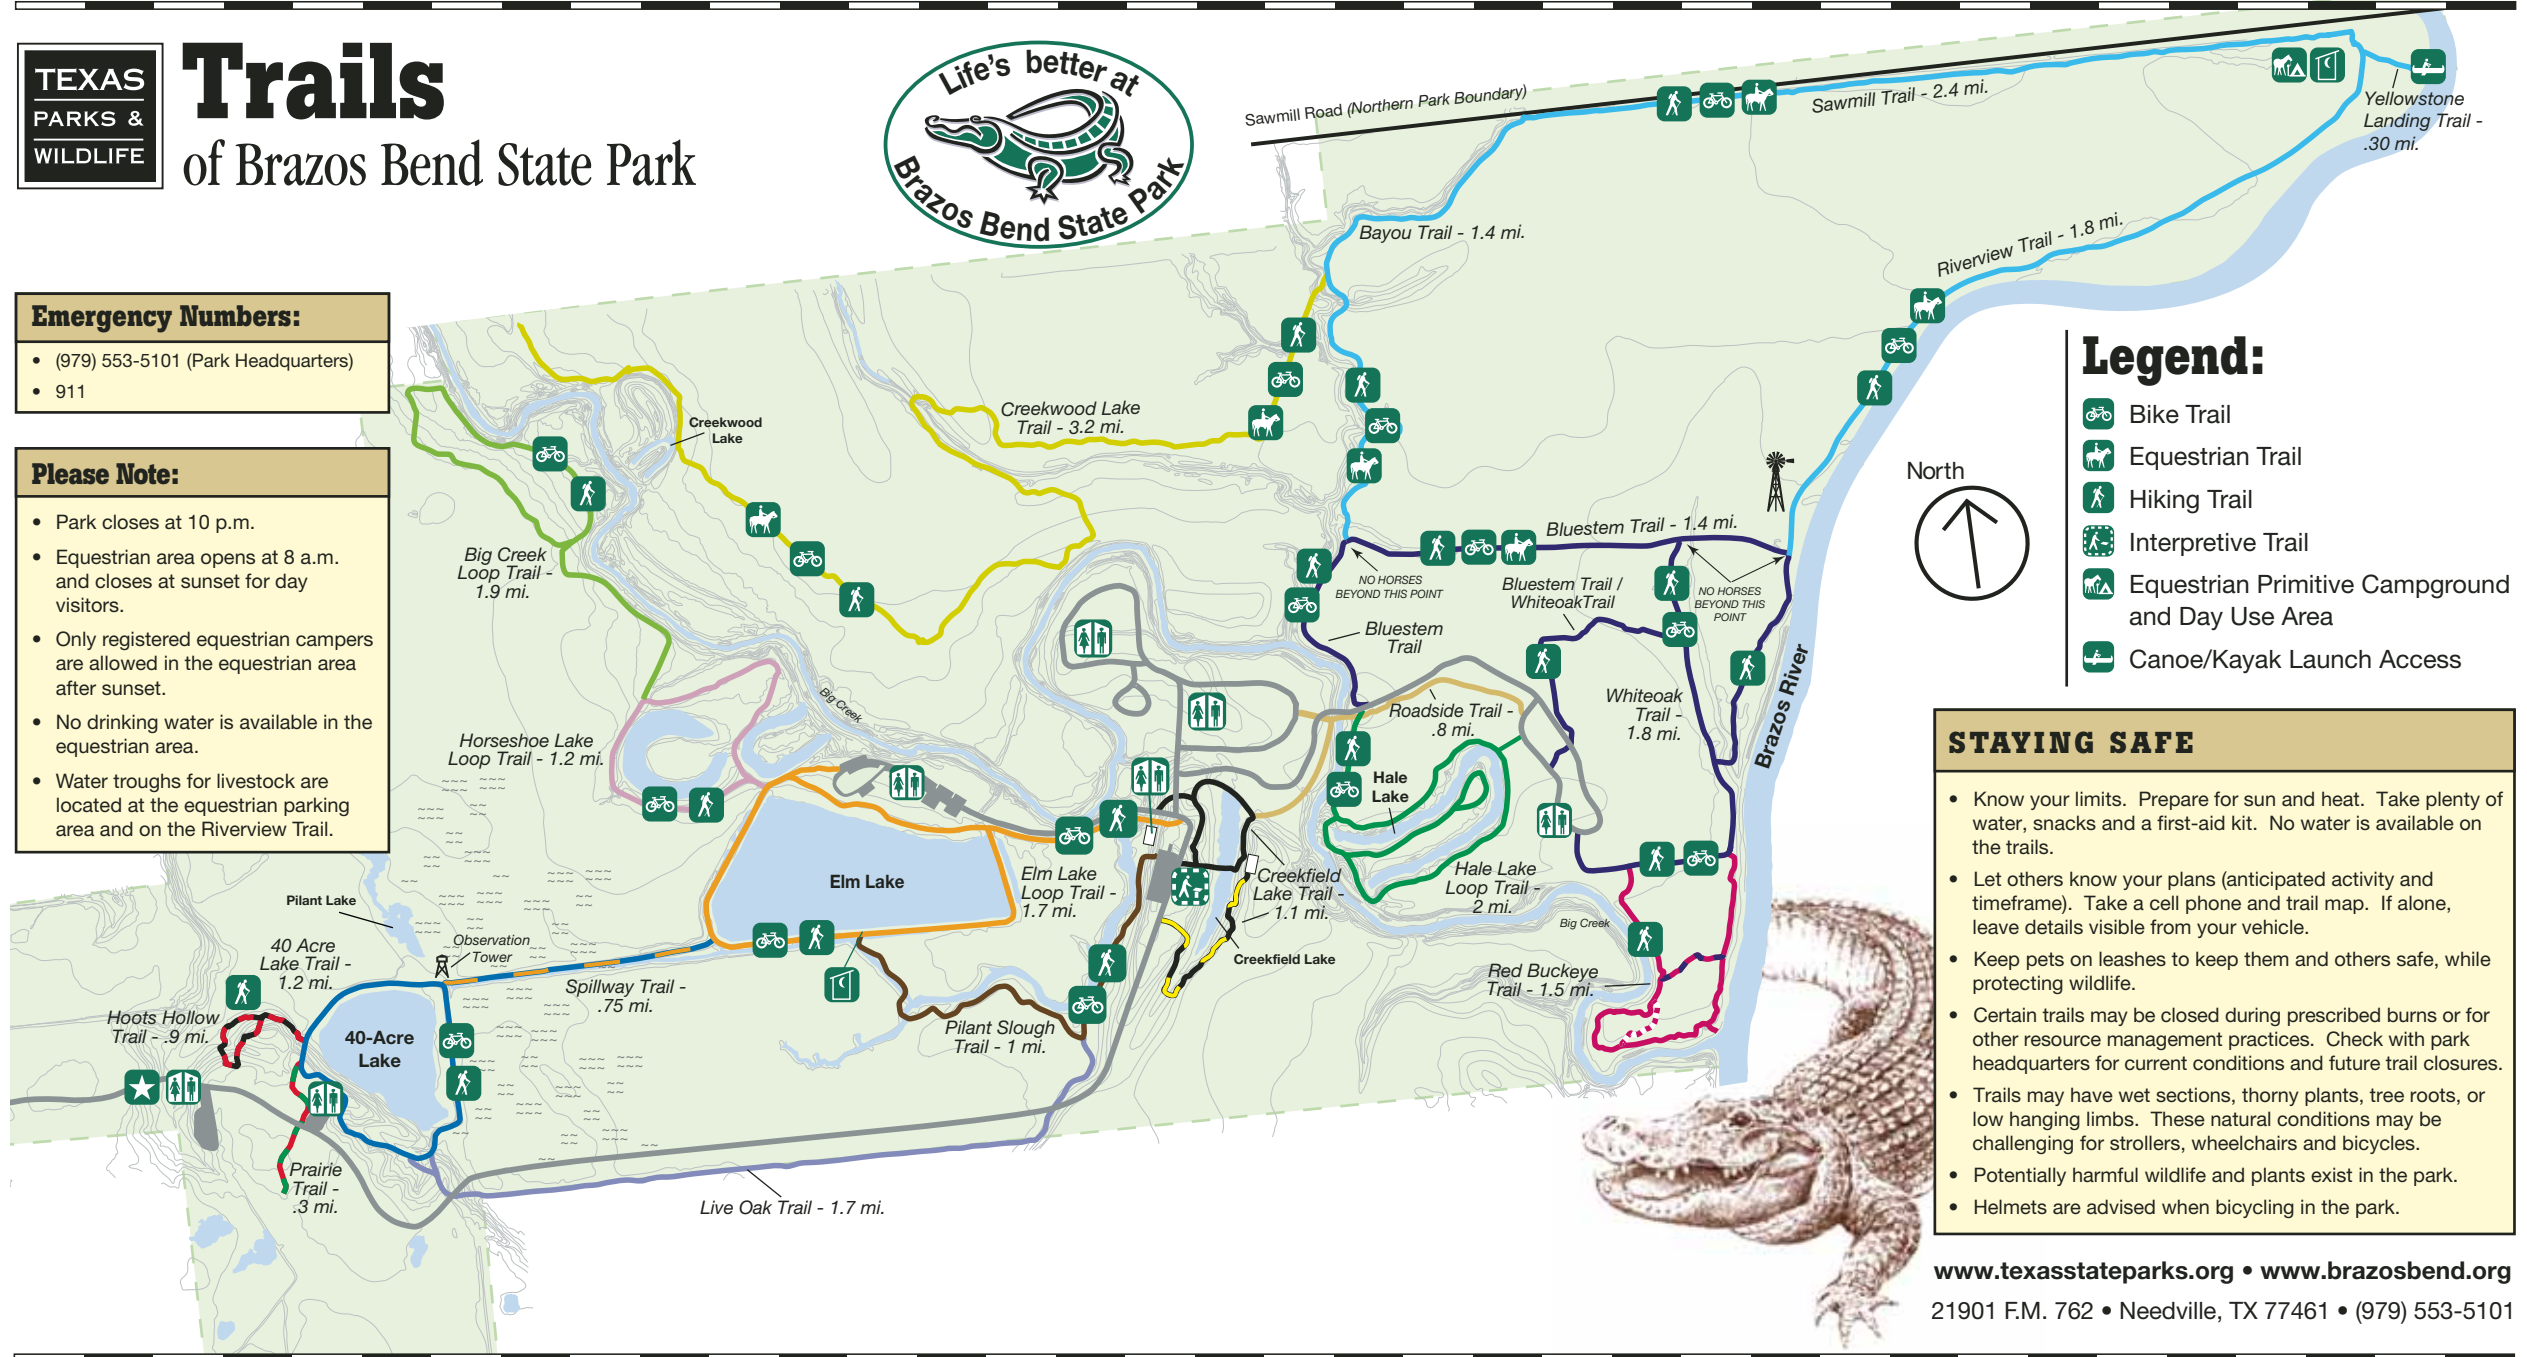 TEXAS
PARKS &
WILDLIFE
Trails
of Brazos Bend State Park
Life's better at
Brazos Bend State Park
Emergency Numbers:
• (979) 553-5101 (Park Headquarters)
• 911
Please Note:
• Park closes at 10 p.m.
• Equestrian area opens at 8 a.m.
and closes at sunset for day
visitors.
• Only registered equestrian campers
are allowed in the equestrian area
after sunset.
• No drinking water is available in the
equestrian area.
• Water troughs for livestock are
located at the equestrian parking
area and on the Riverview Trail.
Sawmill Road (Northern Park Boundary)
Sawmill Trail - 2.4 mi.
Yellowstone
Landing Trail -
.30 mi.
Bayou Trail - 1.4 mi.
Riverview Trail - 1.8 mi.
Creekwood
Lake
Creekwood Lake
Trail - 3.2 mi.
Big Creek
Loop Trail -
1.9 mi.
Bluestem Trail - 1.4 mi.
NO HORSES
BEYOND THIS POINT
Bluestem Trail /
WhiteoakTrail
NO HORSES
BEYOND THIS
POINT
Bluestem
Trail
Big Creek
Roadside Trail -
.8 mi.
Whiteoak
Trail -
1.8 mi.
Brazos River
Horseshoe Lake
Loop Trail - 1.2 mi.
Hale
Lake
Elm Lake
Elm Lake
Loop Trail -
1.7 mi.
Creekfield
Lake Trail -
1.1 mi.
Hale Lake
Loop Trail -
2 mi.
Big Creek
Pilant Lake
Observation
Tower
40 Acre
Lake Trail -
1.2 mi.
Creekfield Lake
Red Buckeye
Trail - 1.5 mi.
Spillway Trail -
.75 mi.
Hoots Hollow
Trail - .9 mi.
40-Acre
Lake
Pilant Slough
Trail - 1 mi.
Prairie
Trail -
.3 mi.
Live Oak Trail - 1.7 mi.
North
Legend:
Bike Trail
Equestrian Trail
Hiking Trail
Interpretive Trail
Equestrian Primitive Campground
and Day Use Area
Canoe/Kayak Launch Access
STAYING SAFE
• Know your limits. Prepare for sun and heat. Take plenty of
water, snacks and a first-aid kit. No water is available on
the trails.
• Let others know your plans (anticipated activity and
timeframe). Take a cell phone and trail map. If alone,
leave details visible from your vehicle.
• Keep pets on leashes to keep them and others safe, while
protecting wildlife.
• Certain trails may be closed during prescribed burns or for
other resource management practices. Check with park
headquarters for current conditions and future trail closures.
• Trails may have wet sections, thorny plants, tree roots, or
low hanging limbs. These natural conditions may be
challenging for strollers, wheelchairs and bicycles.
• Potentially harmful wildlife and plants exist in the park.
• Helmets are advised when bicycling in the park.
www.texasstateparks.org • www.brazosbend.org
21901 F.M. 762 • Needville, TX 77461 • (979) 553-5101